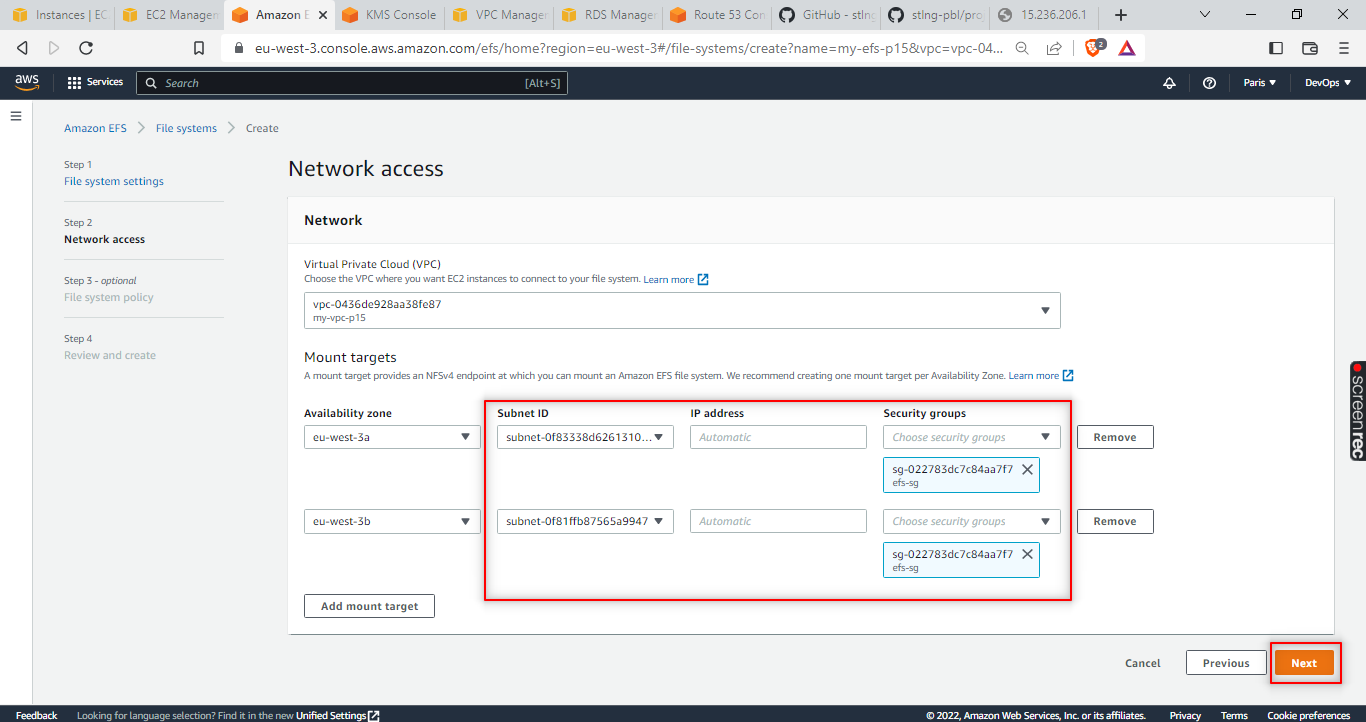 Instances | EC
EC2 Manager
Amazon E
KMS Console
VPC Manager
RDS Manager
Route 53 Con
GitHub - stlng
stlng-pbl/proj
15.236.206.1
eu-west-3.console.aws.amazon.com/efs/home?region=eu-west-3#/file-systems/create?name=my-efs-p15&vpc=vpc-04...
2
aws
Services
Search
[Alt+S]
Paris
DevOps
Amazon EFS
File systems
Create
Step 1
File system settings
Step 2
Network access
Step 3 - optional
File system policy
Step 4
Review and create
Network access
Network
Virtual Private Cloud (VPC)
Choose the VPC where you want EC2 instances to connect to your file system. Learn more
vpc-0436de928aa38fe87
my-vpc-p15
Mount targets
A mount target provides an NFSv4 endpoint at which you can mount an Amazon EFS file system. We recommend creating one mount target per Availability Zone. Learn more
Availability zone
Subnet ID
IP address
Security groups
eu-west-3a
subnet-0f83338d6261310...
Automatic
Choose security groups
Remove
sg-022783dc7c84aa7f7
efs-sg
eu-west-3b
subnet-0f81ffb87565a9947
Automatic
Choose security groups
Remove
sg-022783dc7c84aa7f7
efs-sg
Add mount target
Cancel
Previous
Next
screenrec
Feedback
Looking for language selection? Find it in the new Unified Settings
© 2022, Amazon Web Services, Inc. or its affiliates.
Privacy
Terms
Cookie preferences